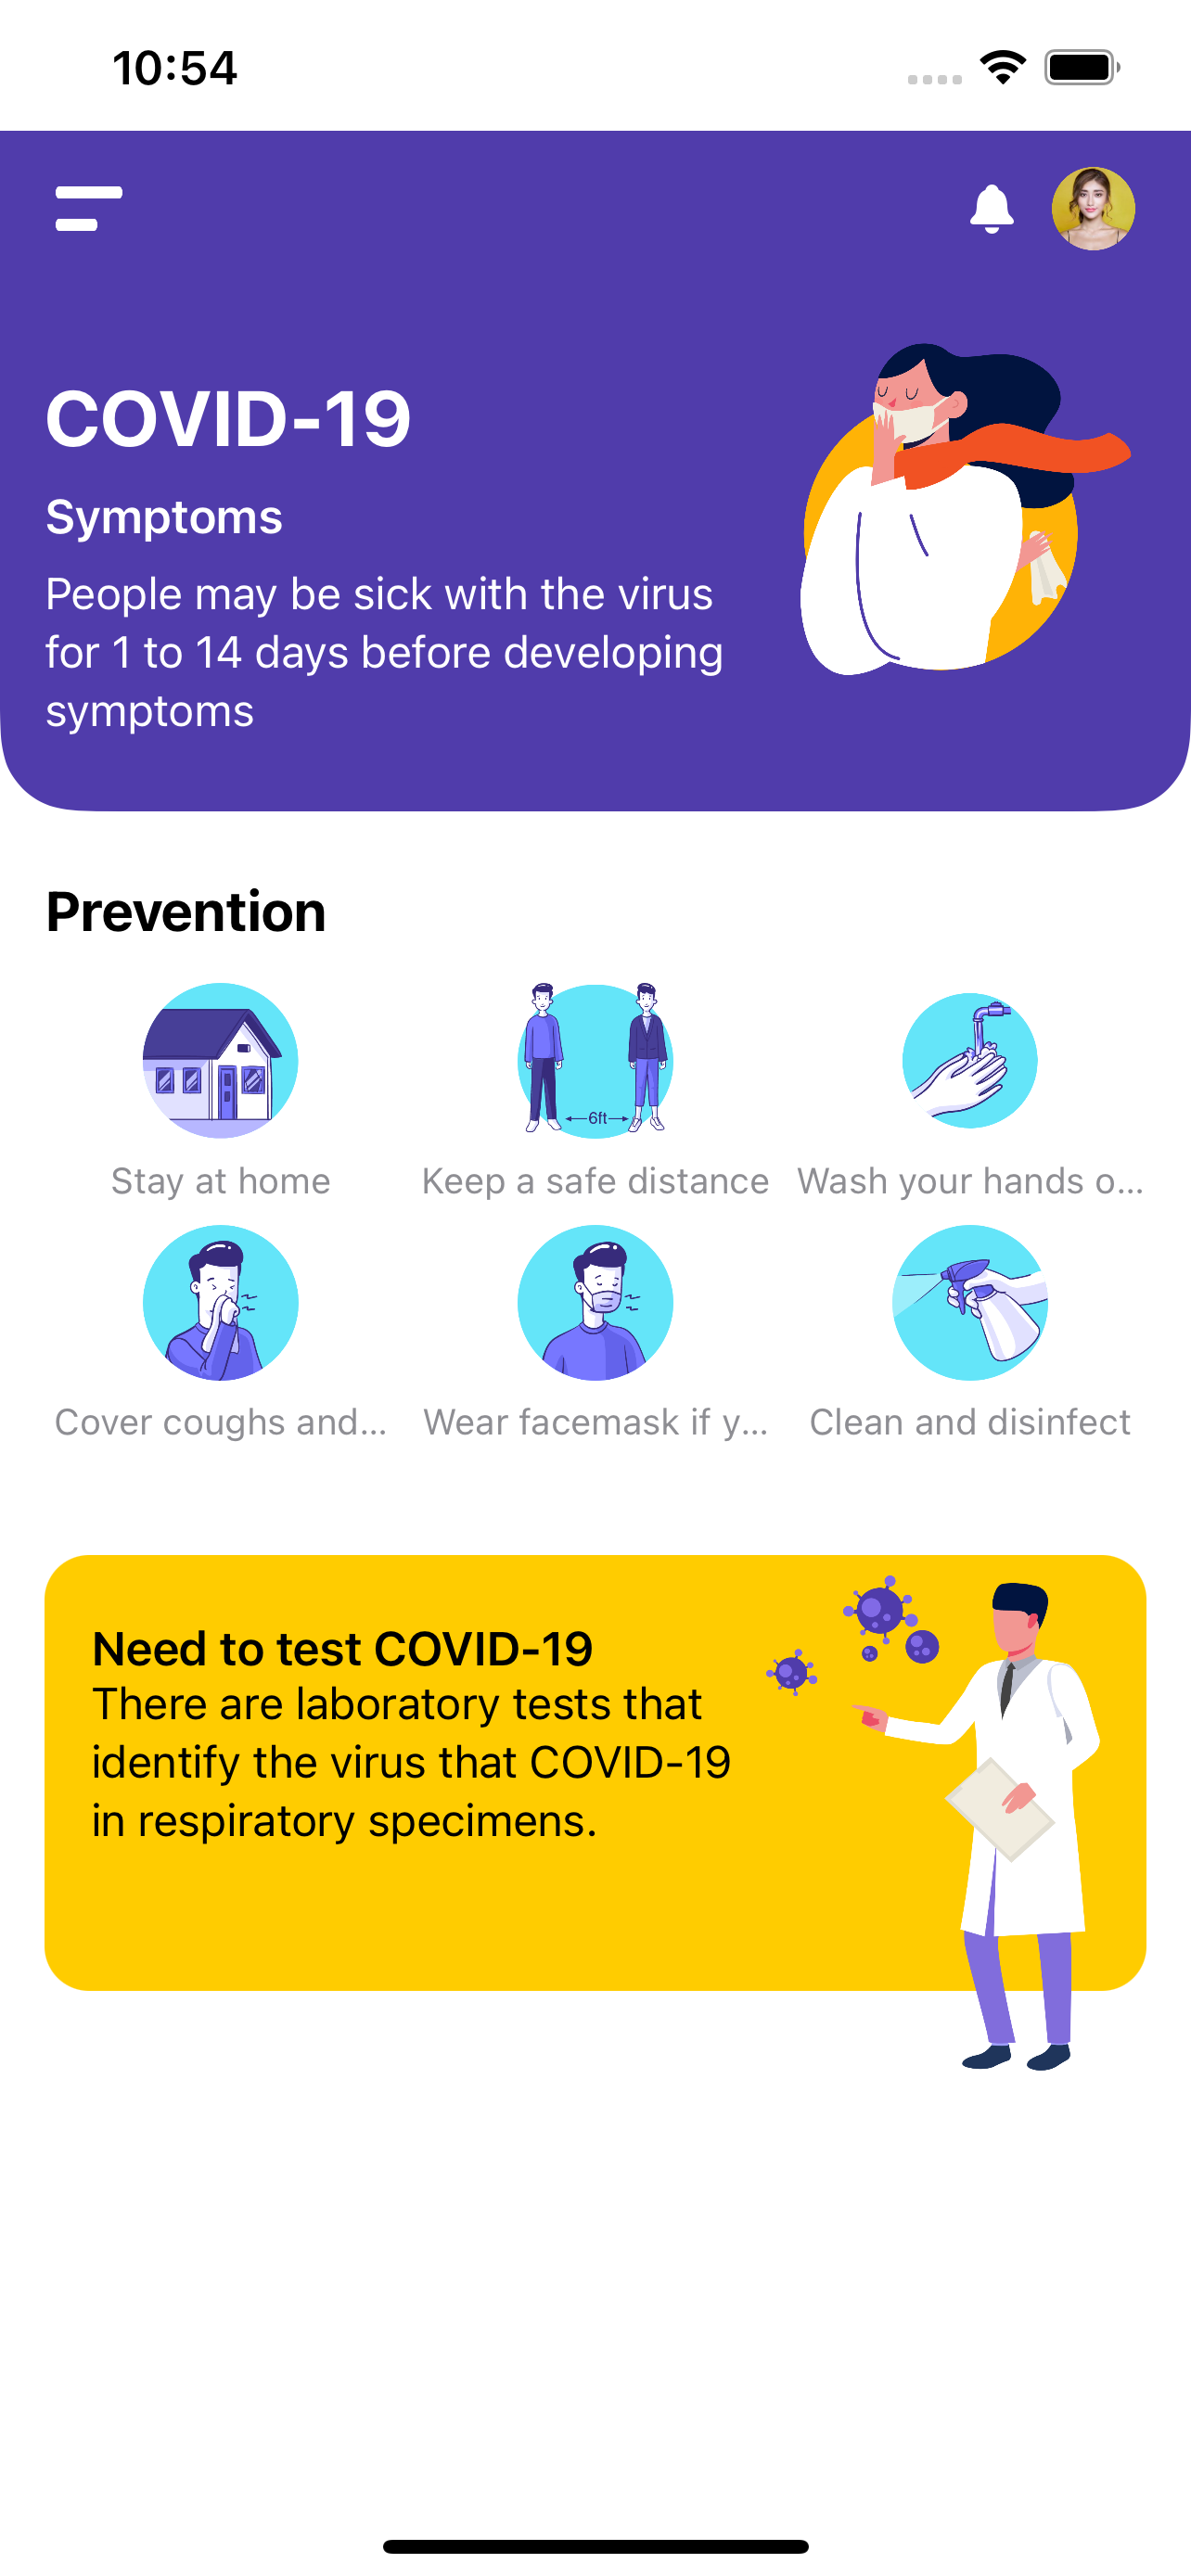 10:54
COVID-19
Symptoms
People may be sick with the virus
for 1 to 14 days before developing
symptoms
Prevention
6ft
Stay at home
Keep a safe distance
Wash your hands o...
Cover coughs and...
Wear facemask if y...
Clean and disinfect
Need to test COVID-19
There are laboratory tests that
identify the virus that COVID-19
in respiratory specimens.